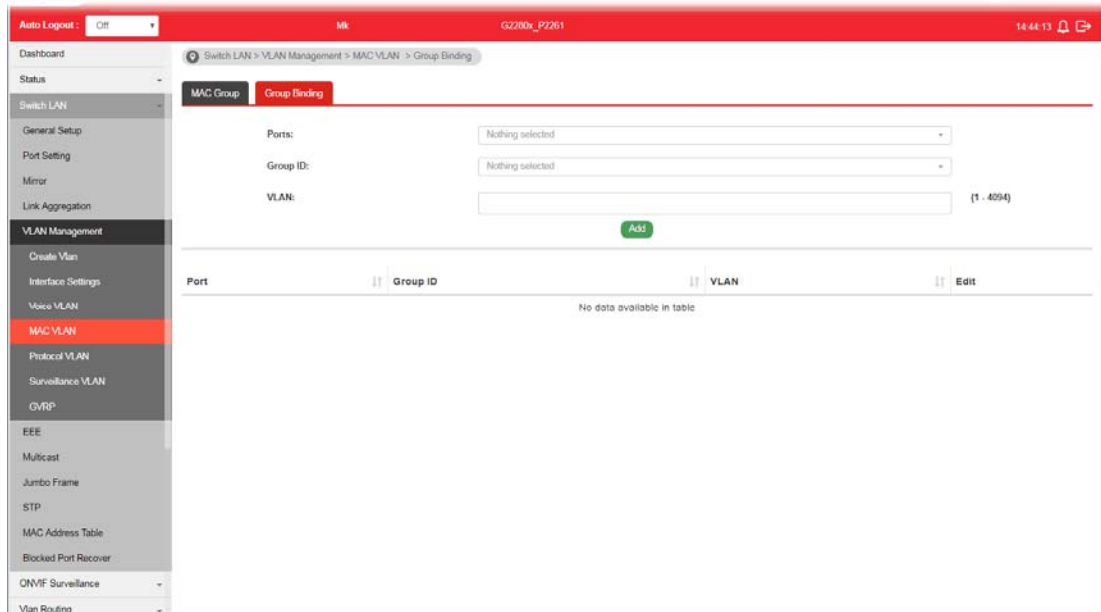 Auto Logout : Off Mk G2280x_P2261 14:44:13
Dashboard
Switch LAN > VLAN Management > MAC VLAN > Group Binding
Status
MAC Group Group Binding
Switch LAN
General Setup
Port Setting
Mirror
Link Aggregation
VLAN Management
Create Vlan
Interface Settings
Voice VLAN
MAC VLAN
Protocol VLAN
Surveillance VLAN
GVRP
EEE
Multicast
Jumbo Frame
STP
MAC Address Table
Blocked Port Recover
ONVIF Surveillance
Vlan Routing
Ports: Nothing selected
Group ID: Nothing selected
VLAN: (1 - 4094)
Add
Port Group ID VLAN Edit
No data available in table